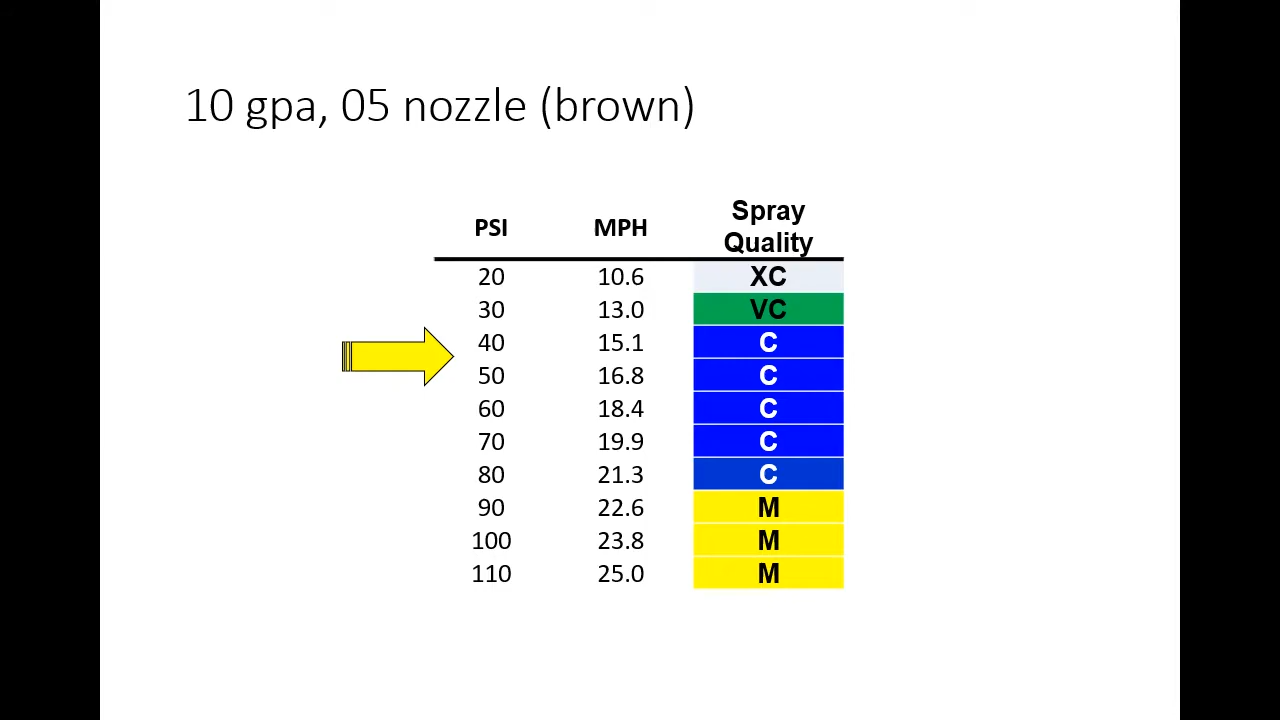 10 gpa, 05 nozzle (brown)
Spray
PSI MPH Quality
20 10.6 XC
30 13.0 VC
40 15.1 C
50 16.8 C
60 18.4 C
70 19.9 C
80 21.3 C
90 22.6 M
100 23.8 M
110 25.0 M